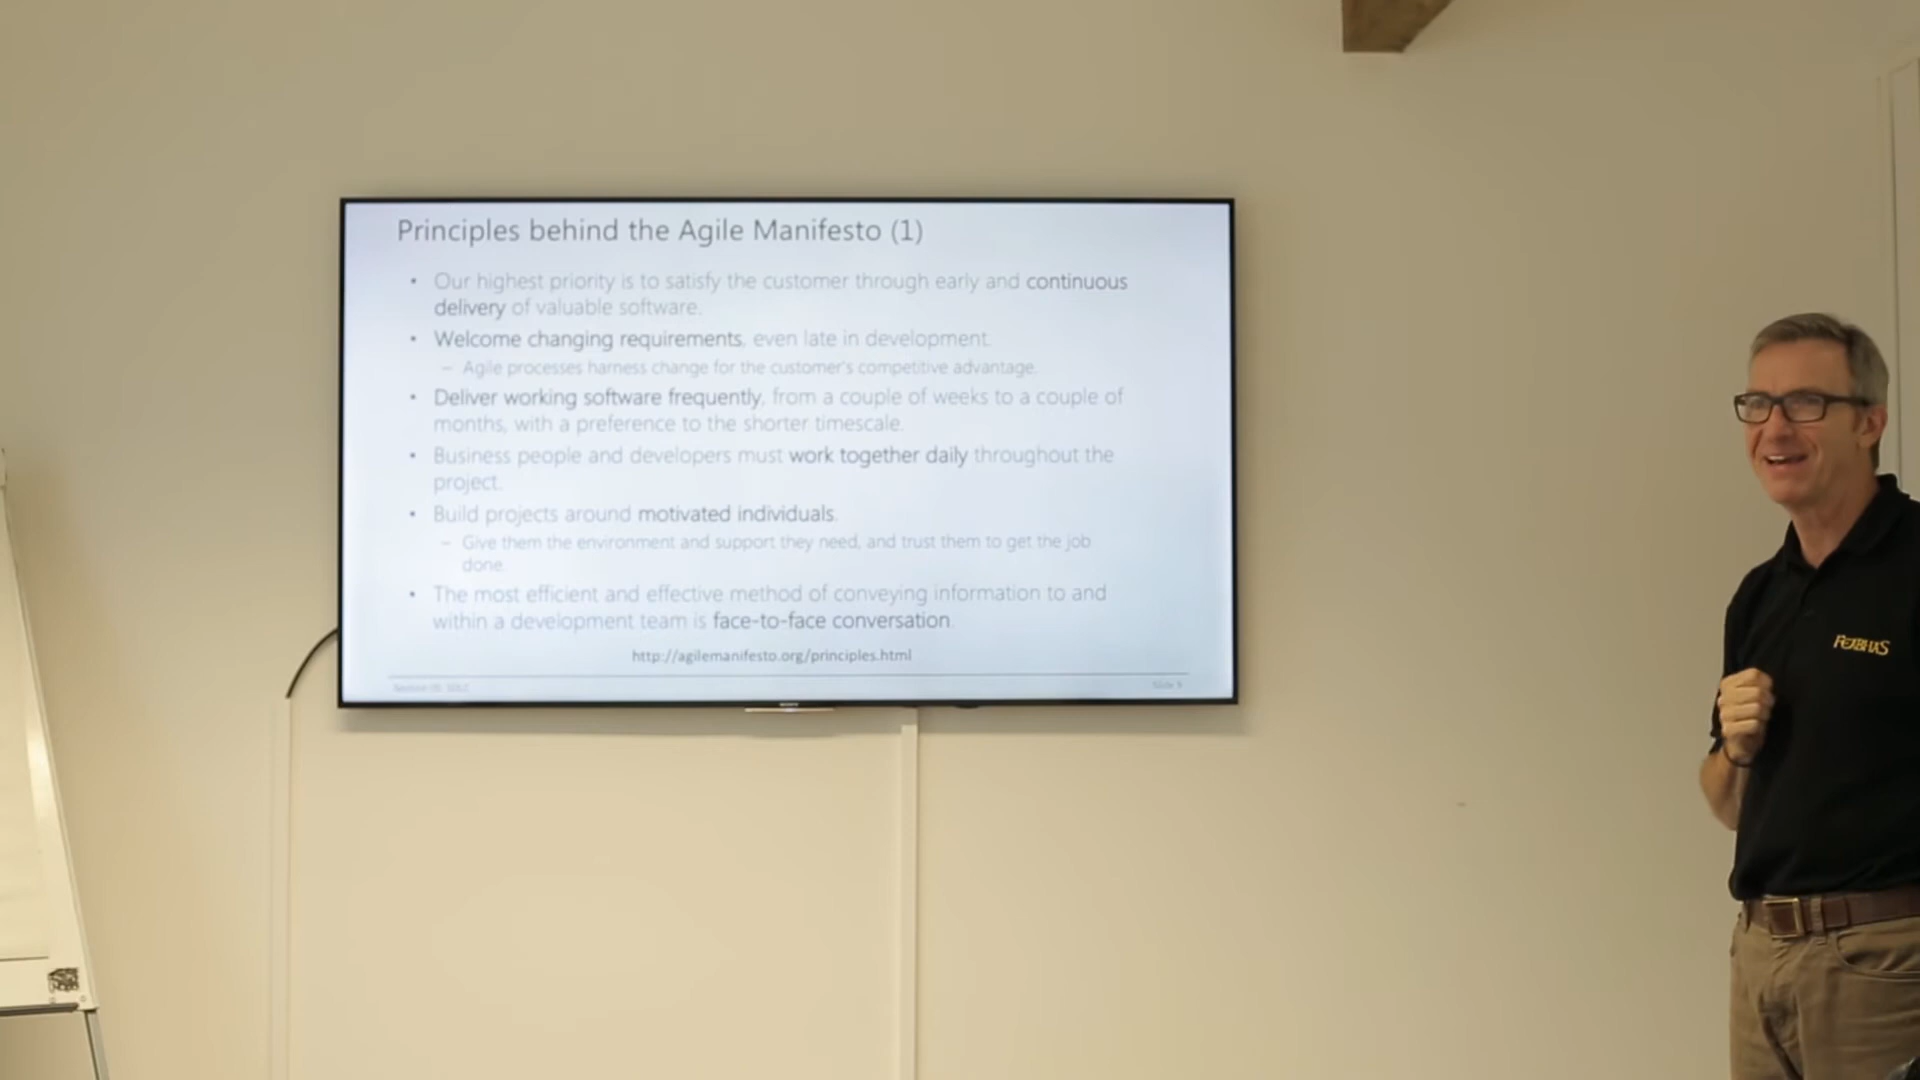 Principles behind the Agile Manifesto (1)
• Our highest priority is to satisfy the customer through early and continuous
delivery of valuable software.
• Welcome changing requirements, even late in development.
– Agile processes harness change for the customer's competitive advantage.
• Deliver working software frequently, from a couple of weeks to a couple of
months, with a preference to the shorter timescale.
• Business people and developers must work together daily throughout the
project.
• Build projects around motivated individuals.
– Give them the environment and support they need, and trust them to get the job
done.
• The most efficient and effective method of conveying information to and
within a development team is face-to-face conversation.
http://agilemanifesto.org/principles.html
SONY
FEABHAS